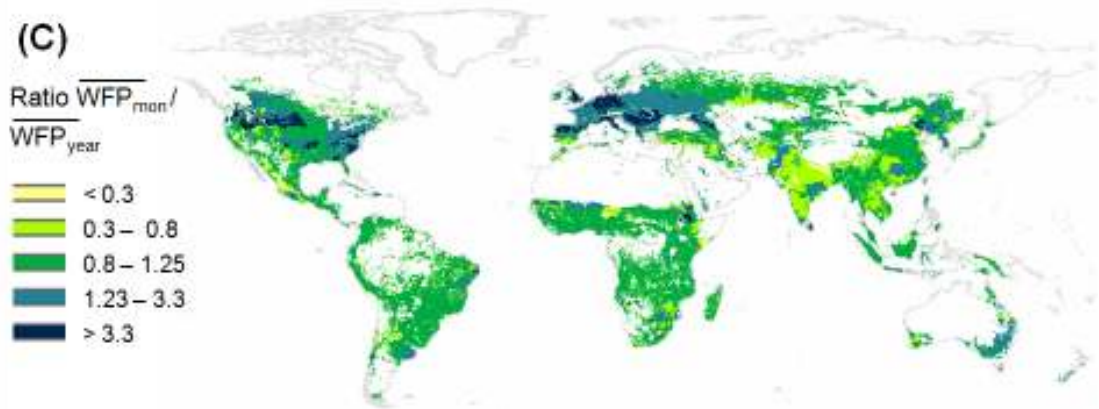 (C)
Ratio WFPmon/
WFPyear
< 0.3
0.3 – 0.8
0.8 – 1.25
1.23 – 3.3
> 3.3